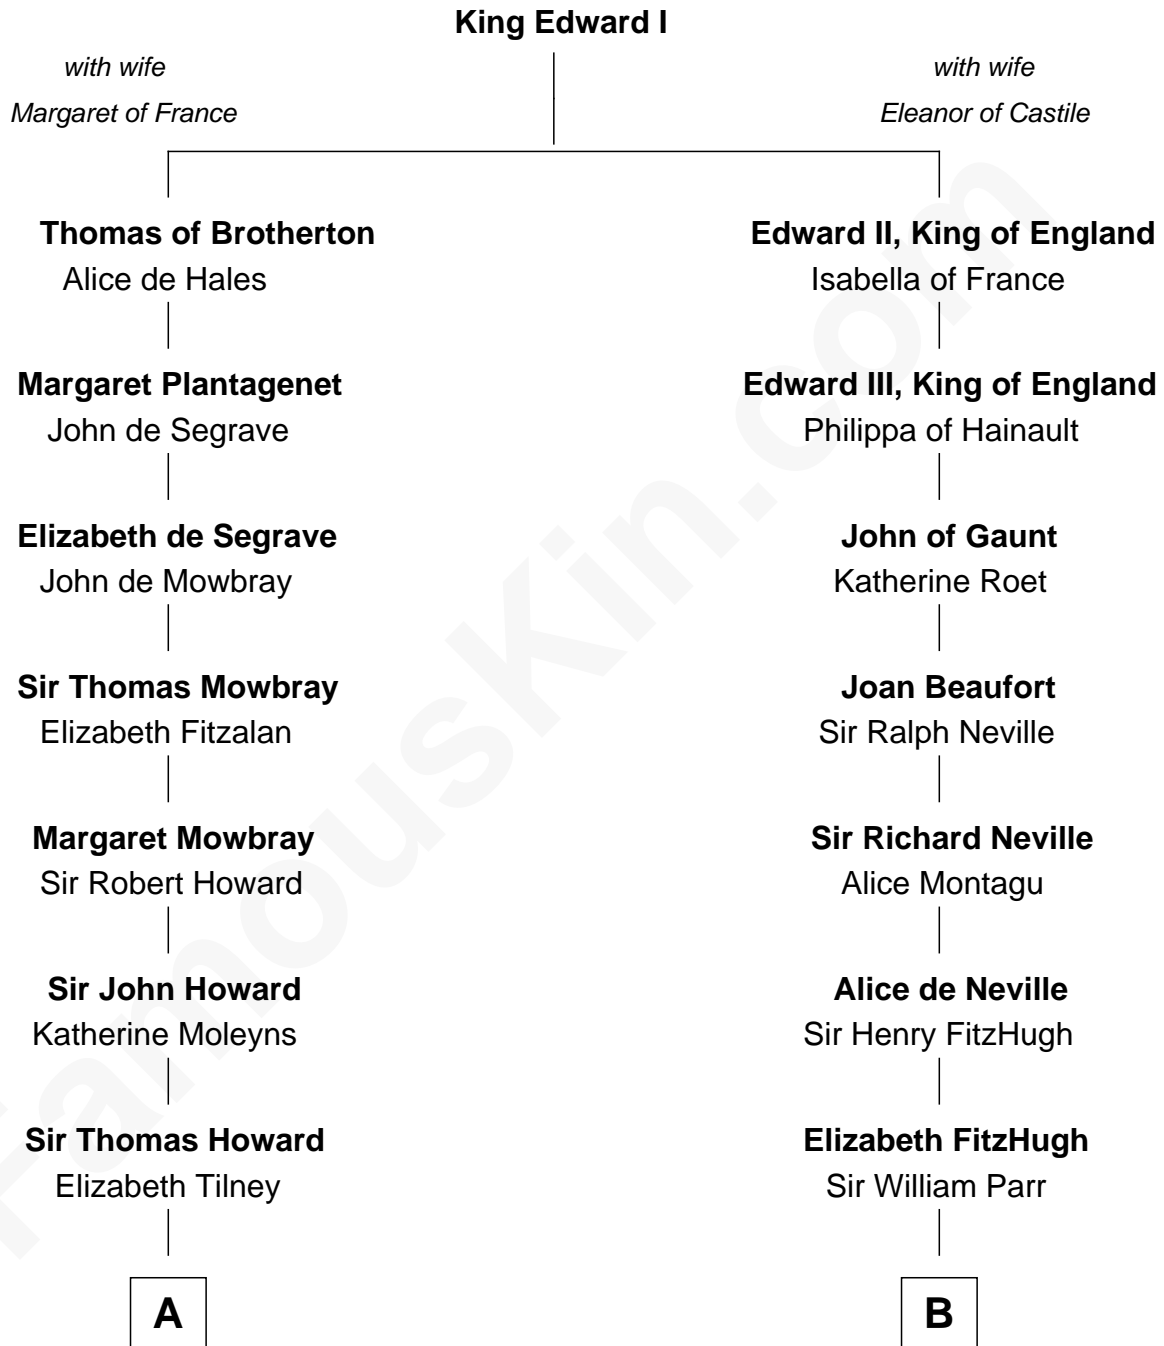 King Edward I
with wife
Margaret of France
with wife
Eleanor of Castile
Thomas of Brotherton
Alice de Hales
Edward II, King of England
Isabella of France
Margaret Plantagenet
John de Segrave
Edward III, King of England
Philippa of Hainault
Elizabeth de Segrave
John de Mowbray
John of Gaunt
Katherine Roet
Sir Thomas Mowbray
Elizabeth Fitzalan
Joan Beaufort
Sir Ralph Neville
Margaret Mowbray
Sir Robert Howard
Sir Richard Neville
Alice Montagu
Sir John Howard
Katherine Moleyns
Alice de Neville
Sir Henry FitzHugh
Sir Thomas Howard
Elizabeth Tilney
Elizabeth FitzHugh
Sir William Parr
A
B
FamousKin.com